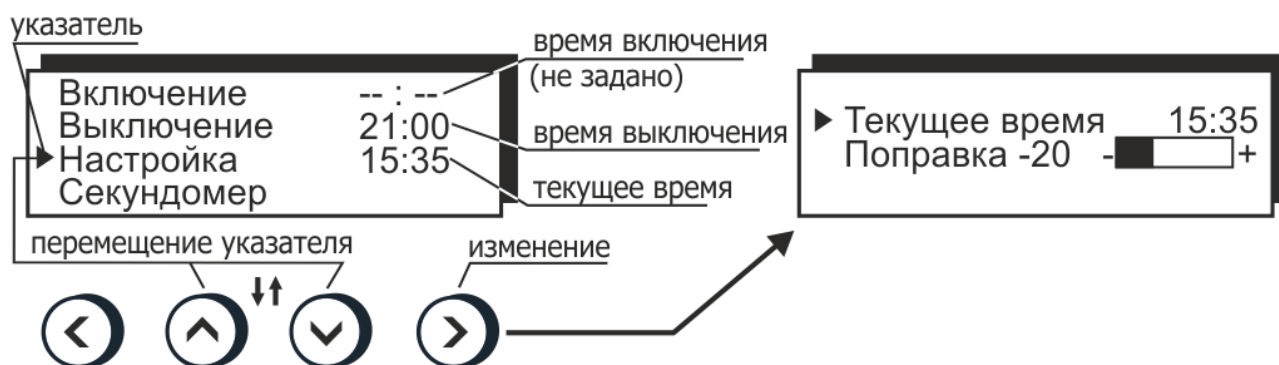 указатель
время включения
(не задано)
Включение -- : --
Выключение 21:00
Настройка 15:35
Секундомер
время выключения
текущее время
Текущее время 15:35
Поправка -20 - +
перемещение указателя
изменение